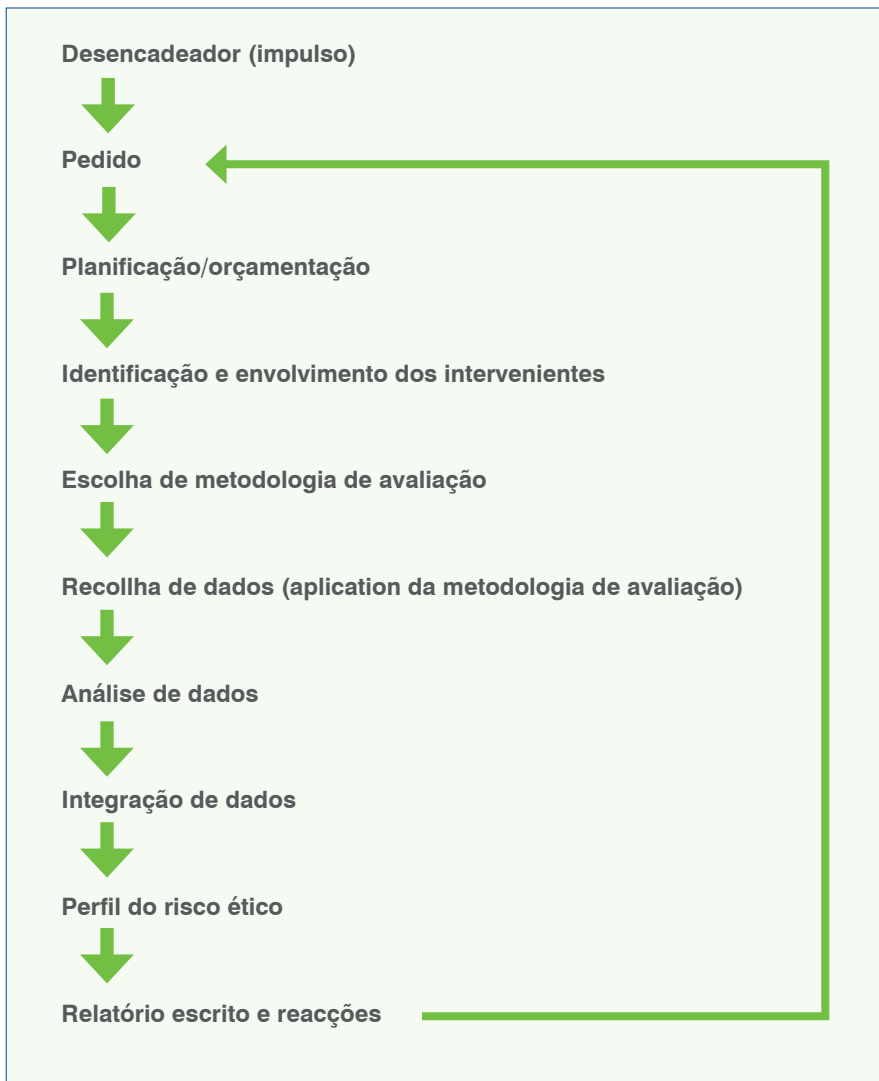 Desencadeador (impulso)
Pedido
Planificação/orçamentação
Identificação e envolvimento dos intervenientes
Escolha de metodologia de avaliação
Recollha de dados (aplication da metodologia de avaliação)
Análise de dados
Integração de dados
Perfil do risco ético
Relatório escrito e reacções